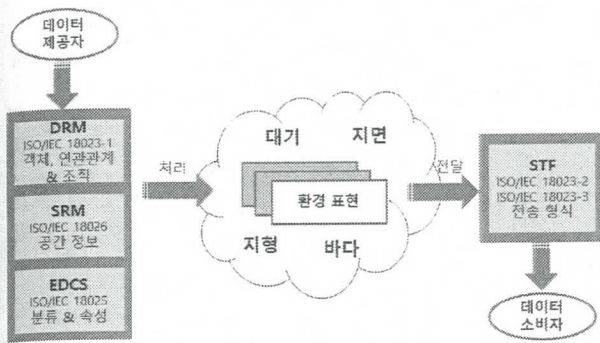 데이터
제공자
DRM
ISO/IEC 18023-1
객체, 연관관계
& 조직
SRM
ISO/IEC 18026
공간 정보
EDCS
ISO/IEC 18025
분류 & 속성
처리
대기 지면
환경 표현
지형 바다
전달
STF
ISO/IEC 18023-2
ISO/IEC 18023-3
전송 형식
데이터
소비자